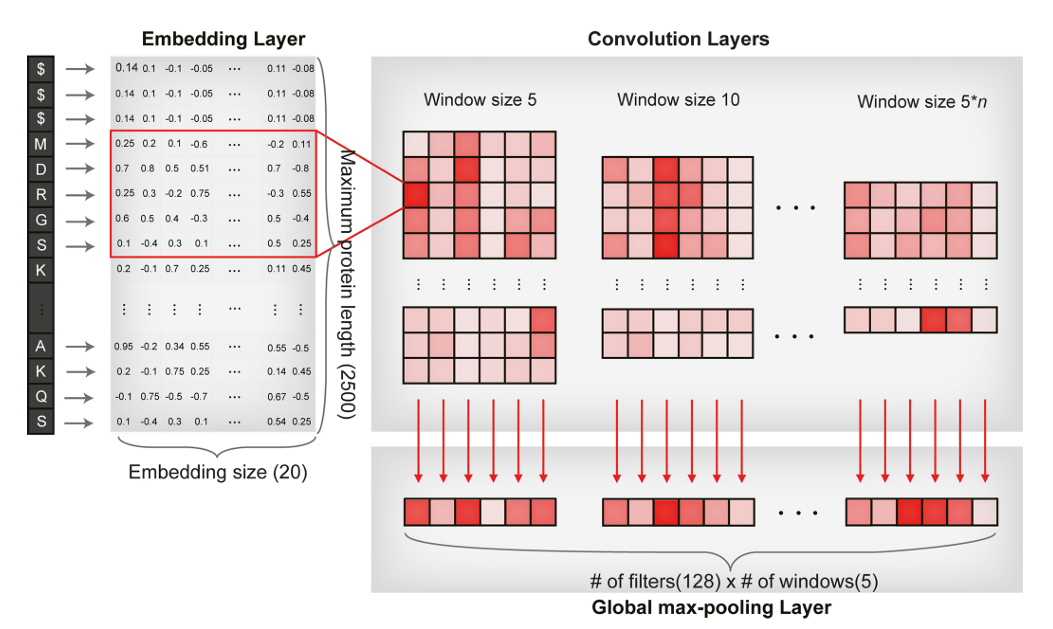 Embedding Layer
Convolution Layers
$ 0.14 0.1 -0.1 -0.05 ... 0.11 -0.08
$ 0.14 0.1 -0.1 -0.05 ... 0.11 -0.08
$ 0.14 0.1 -0.1 -0.05 ... 0.11 -0.08
M 0.25 0.2 0.1 -0.6 ... -0.2 0.11
D 0.7 0.8 0.5 0.51 ... 0.7 -0.8
R 0.25 0.3 -0.2 0.75 ... -0.3 0.55
G 0.6 0.5 0.4 -0.3 ... 0.5 -0.4
S 0.1 -0.4 0.3 0.1 ... 0.5 0.25
K 0.2 -0.1 0.7 0.25 ... 0.11 0.45
⋮ ⋮ ⋮ ⋮ ⋮ ... ⋮ ⋮
A 0.95 -0.2 0.34 0.55 ... 0.55 -0.5
K 0.2 -0.1 0.75 0.25 ... 0.14 0.45
Q -0.1 0.75 -0.5 -0.7 ... 0.67 -0.5
S 0.1 -0.4 0.3 0.1 ... 0.54 0.25
Embedding size (20)
Maximum protein length (2500)
Window size 5
Window size 10
Window size 5*n
. . .
⋮ ⋮ ⋮ ⋮ ⋮ ⋮
⋮ ⋮ ⋮ ⋮ ⋮ ⋮
⋮ ⋮ ⋮ ⋮ ⋮ ⋮
. . .
. . .
# of filters(128) x # of windows(5)
Global max-pooling Layer